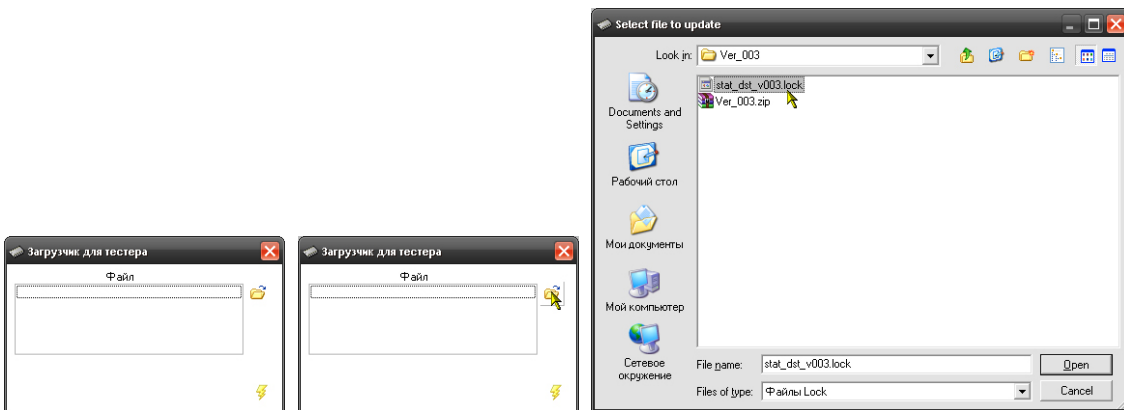 Загрузчик для тестера
Файл
Загрузчик для тестера
Файл
Select file to update
Look in:
Ver_003
stat_dst_v003.lock
Ver_003.zip
Documents and
Settings
Рабочий стол
Мои документы
Мой компьютер
Сетевое
окружение
File name:
stat_dst_v003.lock
Open
Files of type:
Файлы Lock
Cancel